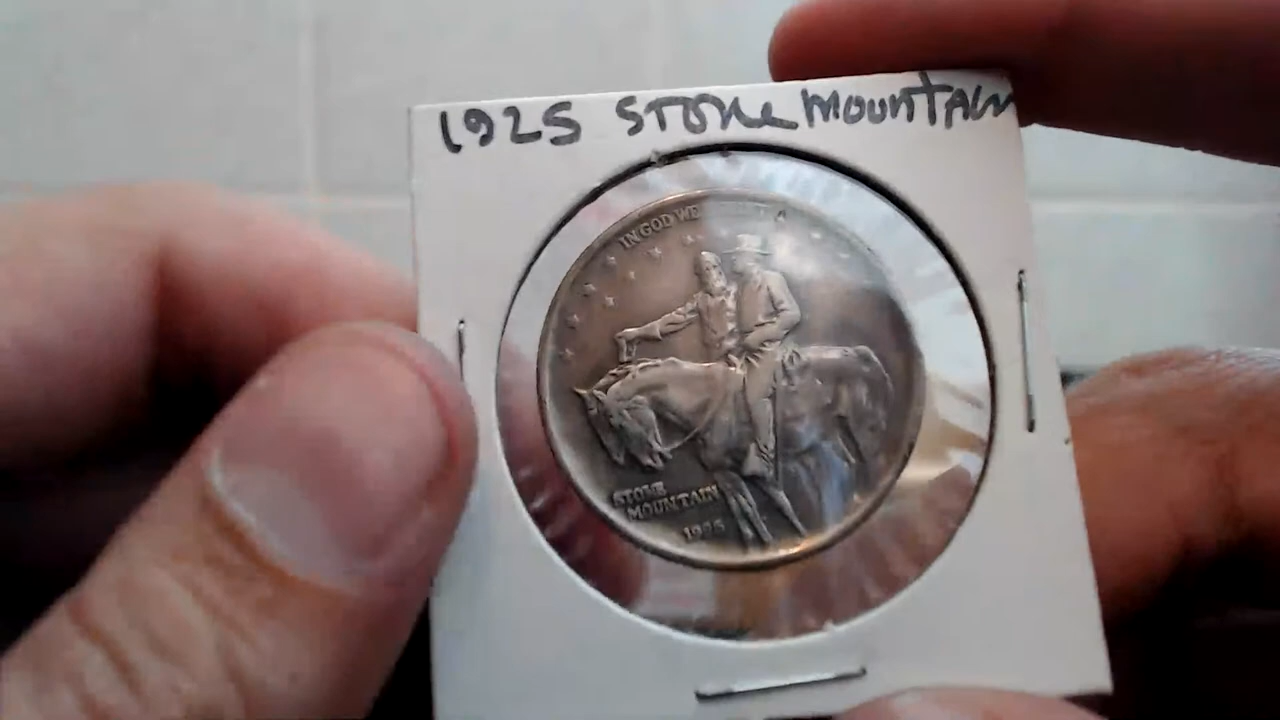 1925 STONE MOUNTAIN
IN GOD WE
STONE
MOUNTAIN
1925